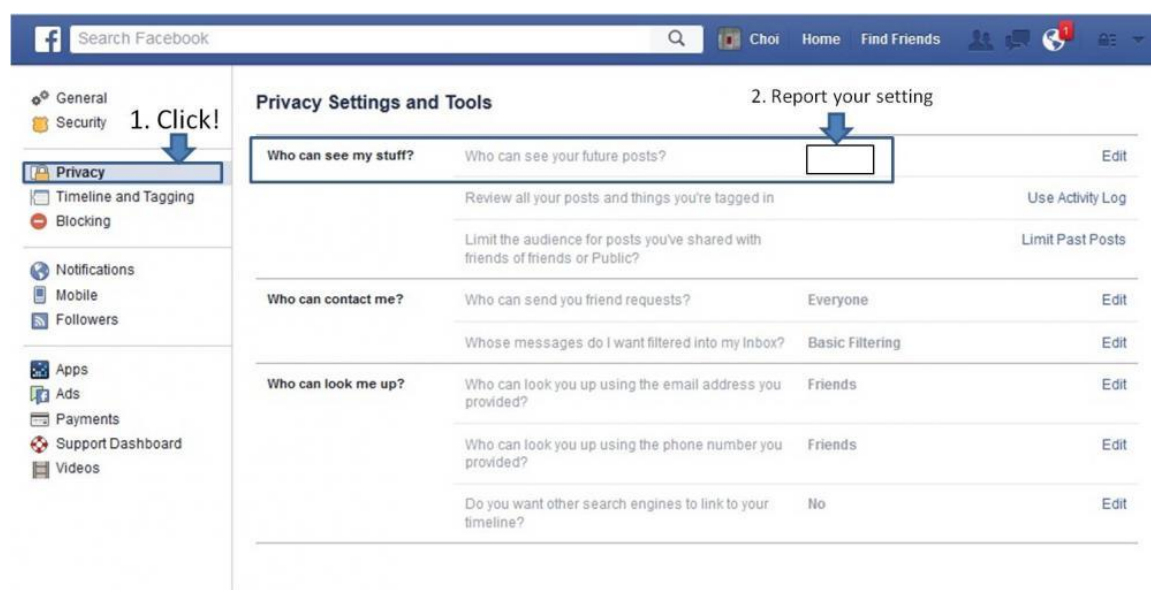 f Search Facebook Choi Home Find Friends 1
General
Security
1. Click!
Privacy
Timeline and Tagging
Blocking
Notifications
Mobile
Followers
Apps
Ads
Payments
Support Dashboard
Videos
Privacy Settings and Tools
2. Report your setting
Who can see my stuff? Who can see your future posts? Edit
Review all your posts and things you're tagged in Use Activity Log
Limit the audience for posts you've shared with
friends of friends or Public? Limit Past Posts
Who can contact me? Who can send you friend requests? Everyone Edit
Whose messages do I want filtered into my Inbox? Basic Filtering Edit
Who can look me up? Who can look you up using the email address you
provided? Friends Edit
Who can look you up using the phone number you
provided? Friends Edit
Do you want other search engines to link to your
timeline? No Edit